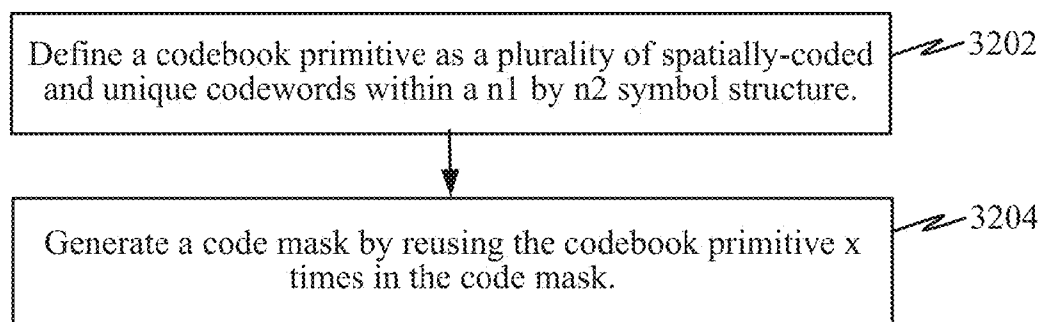 Define a codebook primitive as a plurality of spatially-coded
and unique codewords within a n1 by n2 symbol structure.
3202
Generate a code mask by reusing the codebook primitive x
times in the code mask.
3204